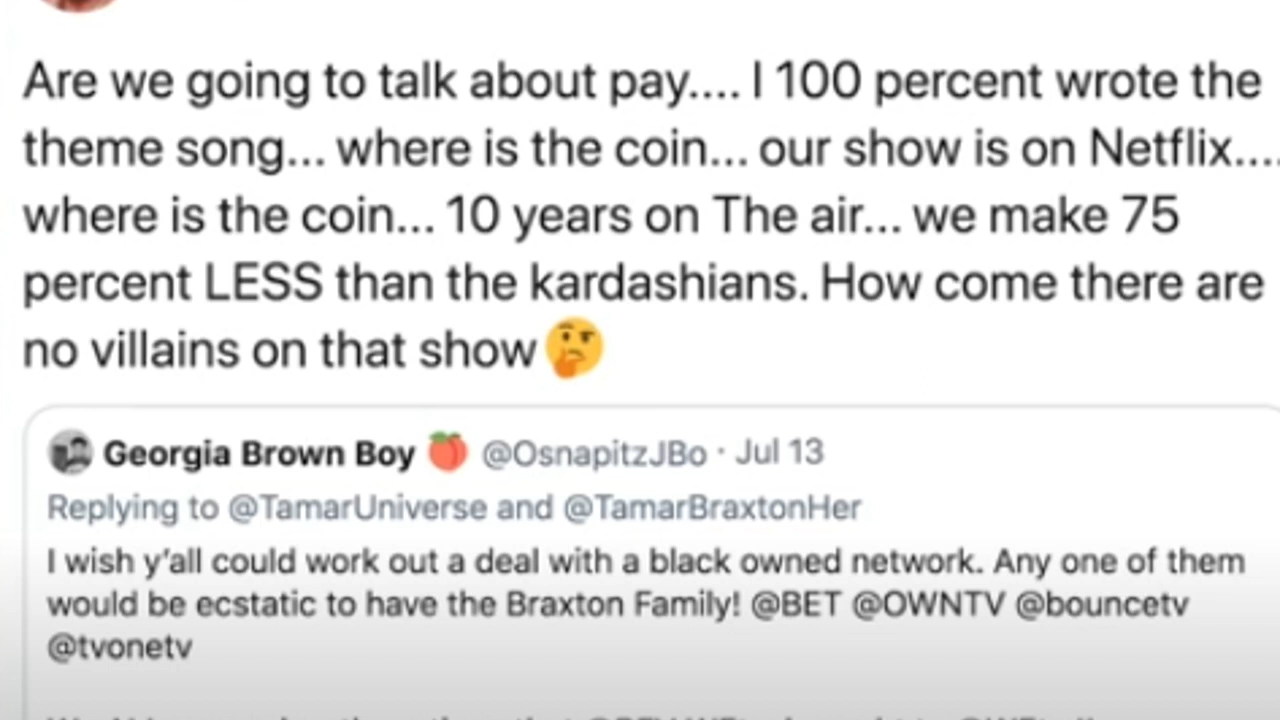 Are we going to talk about pay.... I 100 percent wrote the
theme song... where is the coin... our show is on Netflix....
where is the coin... 10 years on The air... we make 75
percent LESS than the kardashians. How come there are
no villains on that show🤔
Georgia Brown Boy 🍑 @OsnapitzJBo · Jul 13
Replying to @TamarUniverse and @TamarBraxtonHer
I wish y'all could work out a deal with a black owned network. Any one of them
would be ecstatic to have the Braxton Family! @BET @OWNTV @bouncetv
@tvonetv